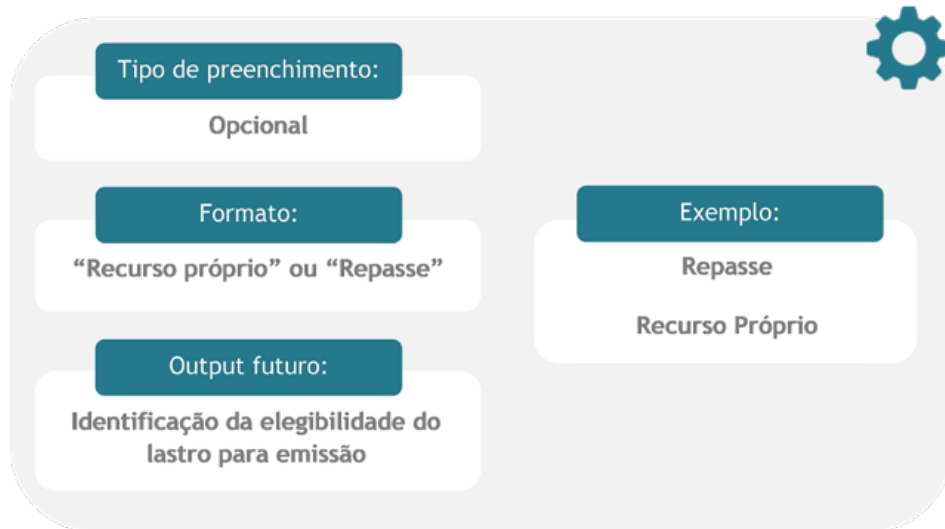 Tipo de preenchimento:
Opcional
Formato:
“Recurso próprio” ou “Repasse”
Output futuro:
Identificação da elegibilidade do
lastro para emissão
Exemplo:
Repasse
Recurso Próprio